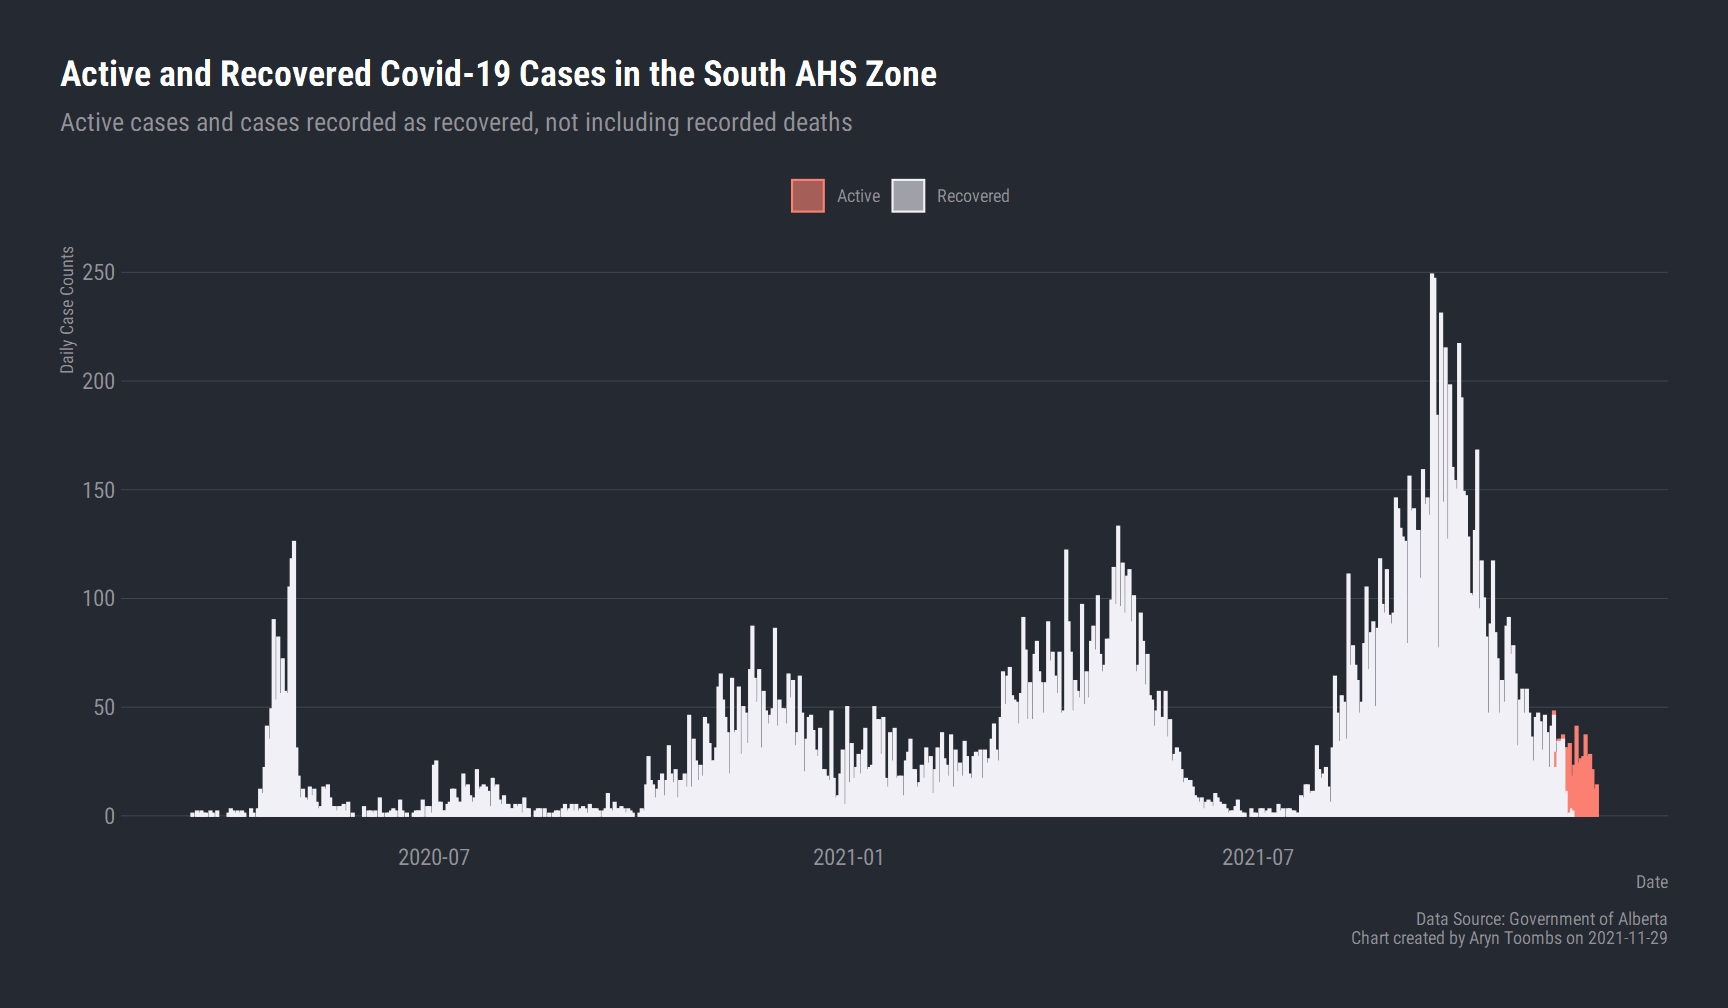 Active and Recovered Covid-19 Cases in the South AHS Zone
Active cases and cases recorded as recovered, not including recorded deaths
Active
Recovered
Daily Case Counts
250
200
150
100
50
0
2020-07
2021-01
2021-07
Date
Data Source: Government of Alberta
Chart created by Aryn Toombs on 2021-11-29